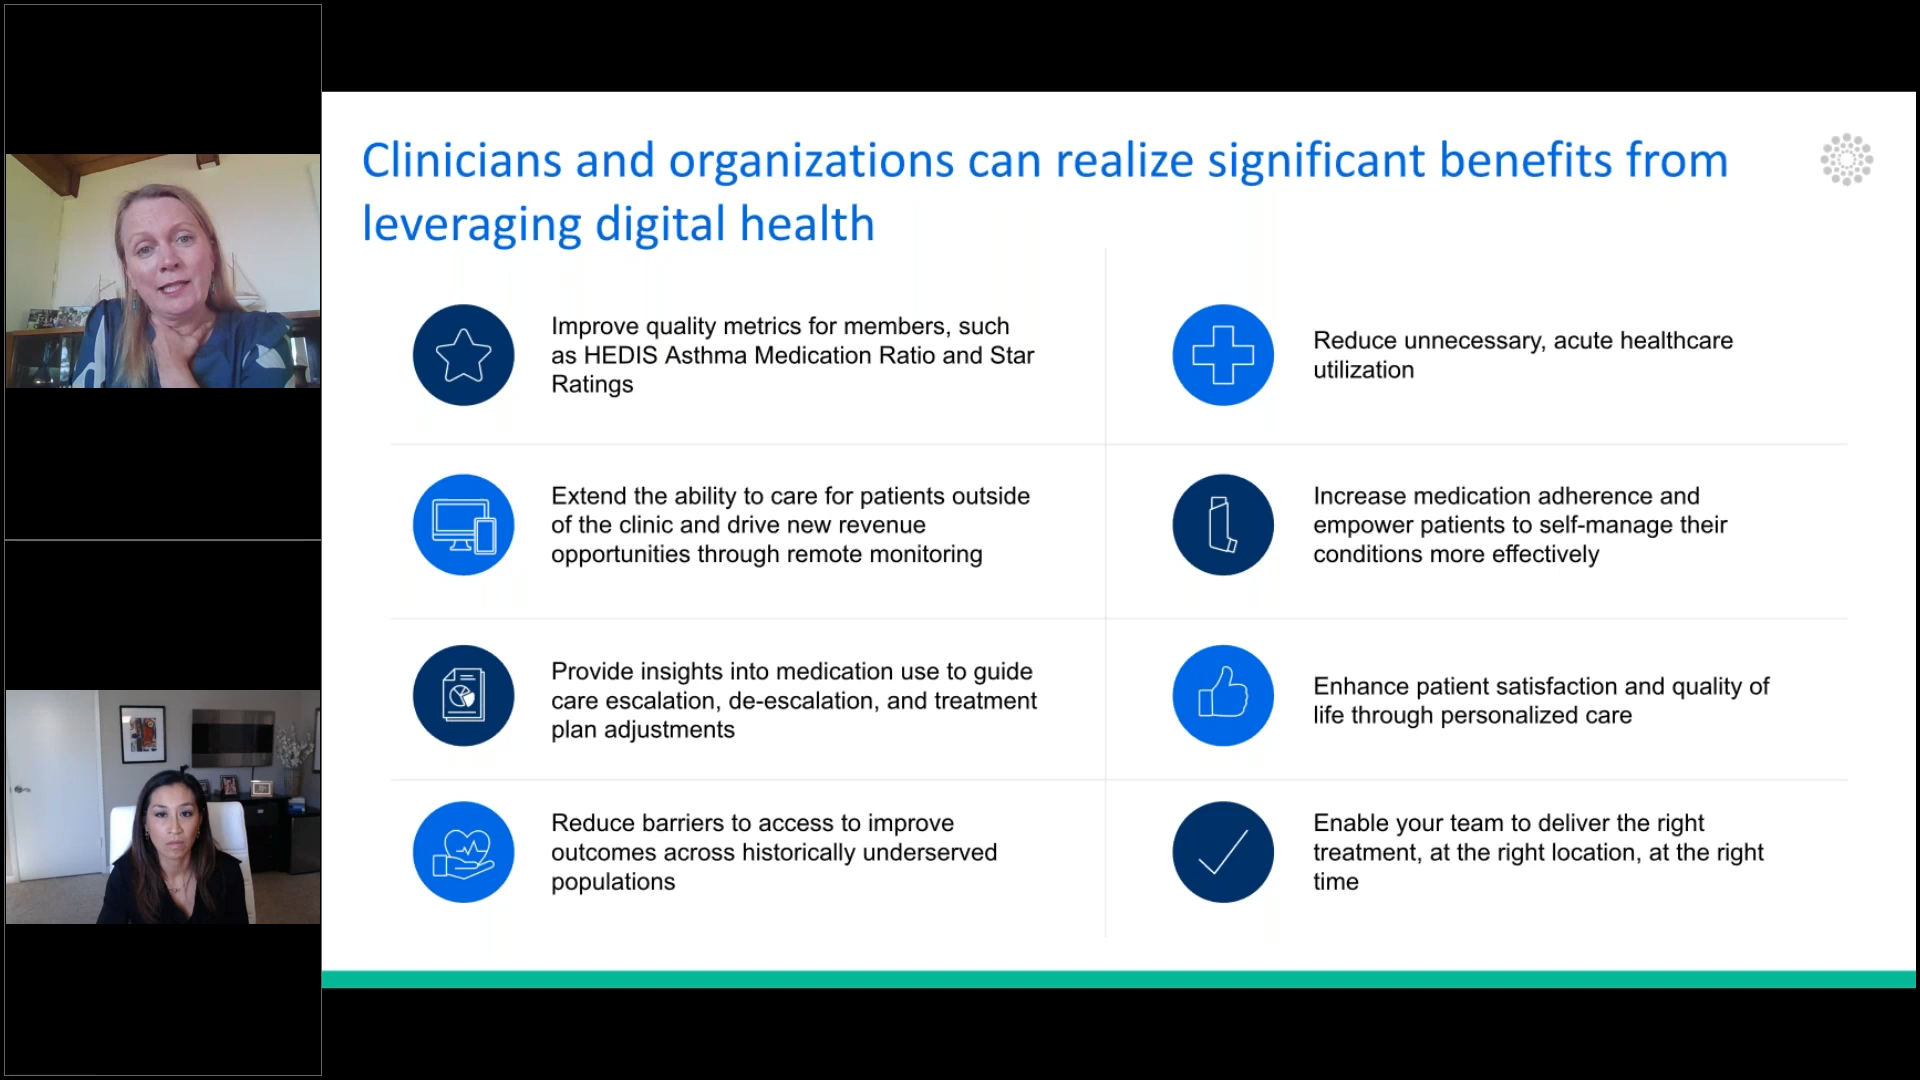 Clinicians and organizations can realize significant benefits from
leveraging digital health
Improve quality metrics for members, such
as HEDIS Asthma Medication Ratio and Star
Ratings
Reduce unnecessary, acute healthcare
utilization
Extend the ability to care for patients outside
of the clinic and drive new revenue
opportunities through remote monitoring
Increase medication adherence and
empower patients to self-manage their
conditions more effectively
Provide insights into medication use to guide
care escalation, de-escalation, and treatment
plan adjustments
Enhance patient satisfaction and quality of
life through personalized care
Reduce barriers to access to improve
outcomes across historically underserved
populations
Enable your team to deliver the right
treatment, at the right location, at the right
time